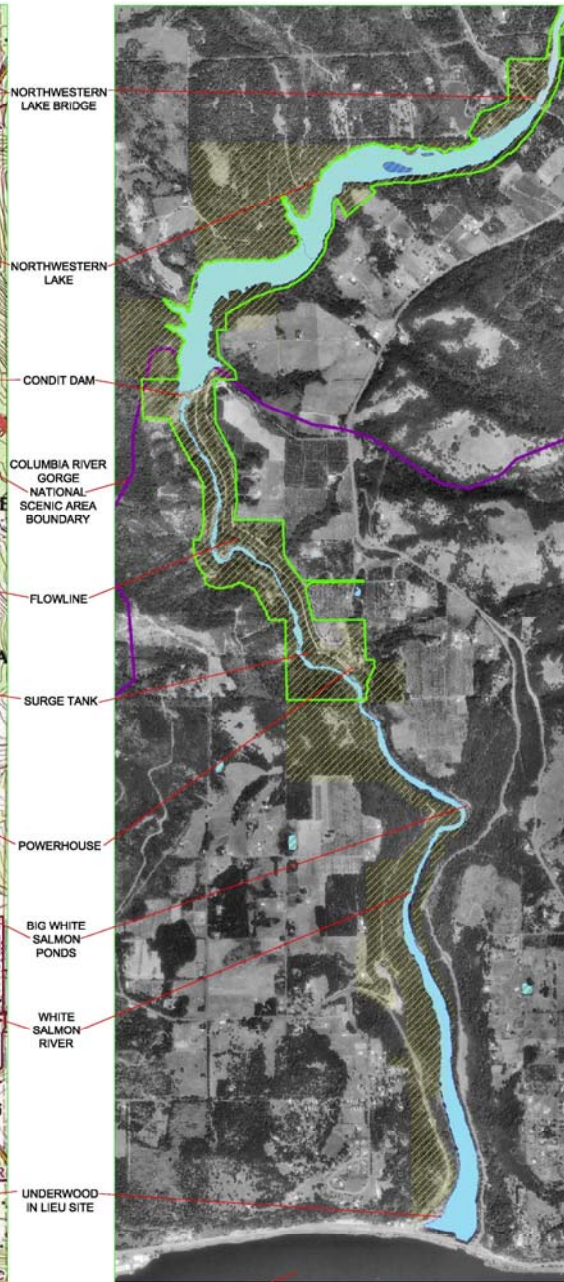 NORTHWESTERN
LAKE BRIDGE
NORTHWESTERN
LAKE
CONDIT DAM
COLUMBIA RIVER
GORGE
NATIONAL
SCENIC AREA
BOUNDARY
FLOWLINE
SURGE TANK
POWERHOUSE
BIG WHITE
SALMON
PONDS
WHITE
SALMON
RIVER
UNDERWOOD
IN LIEU SITE